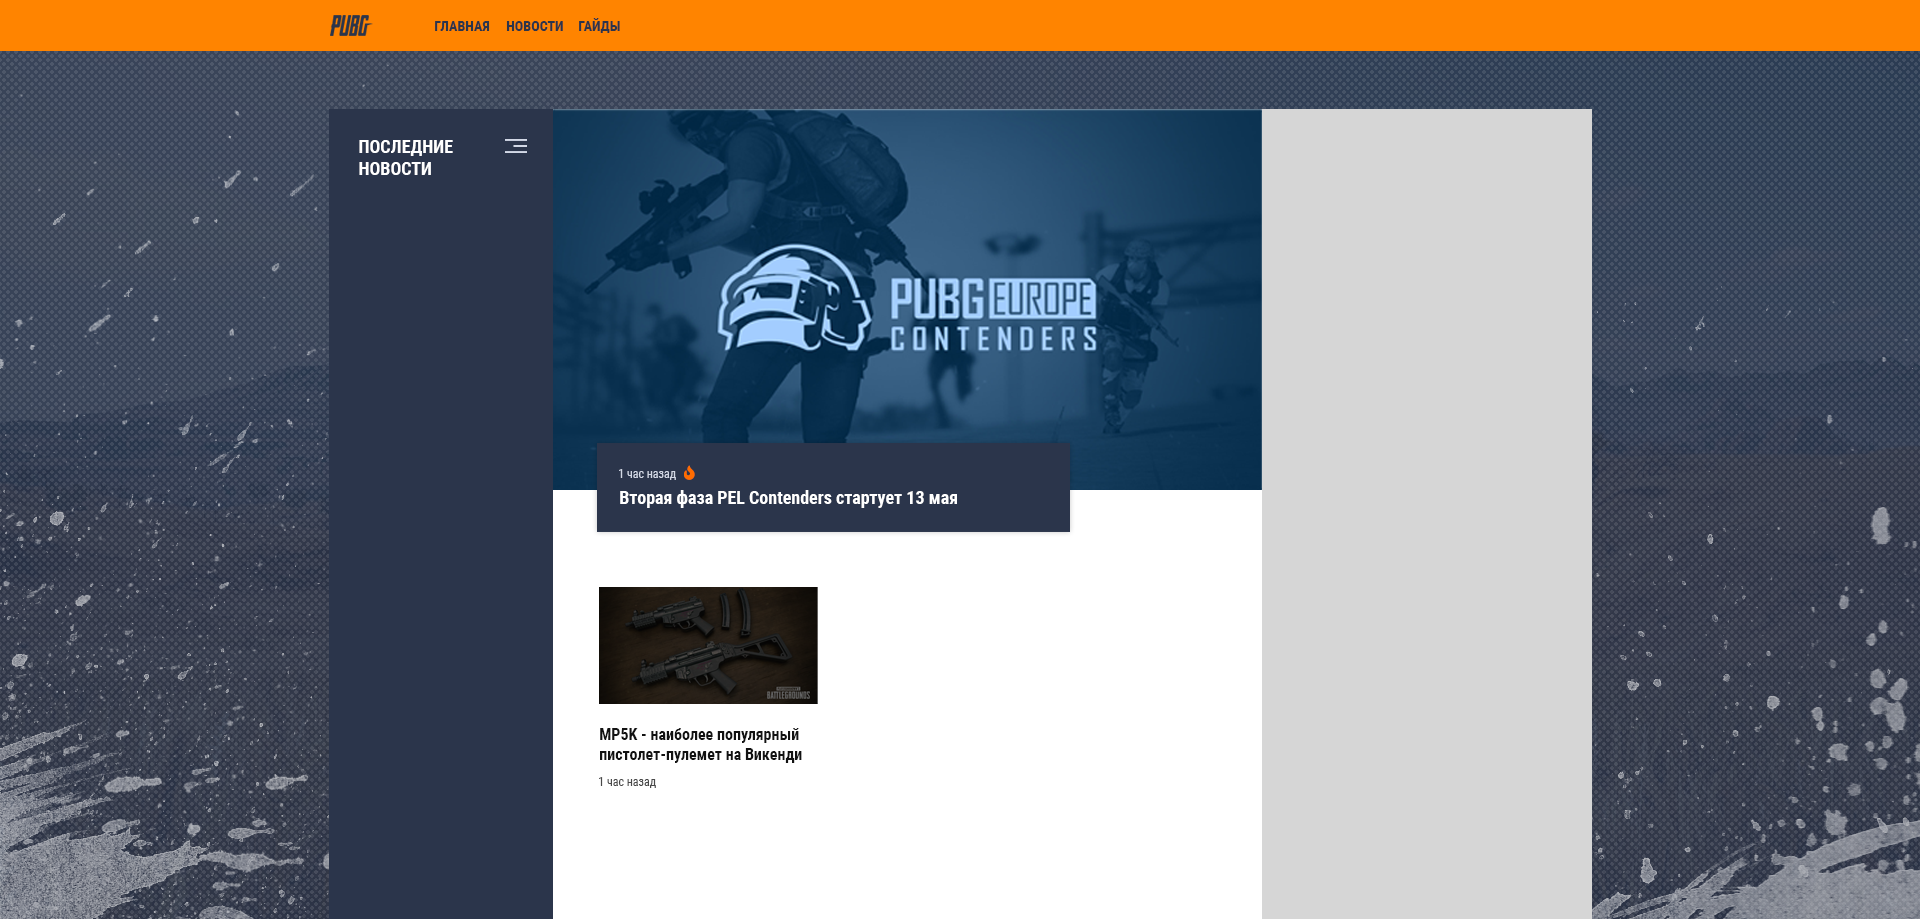 PUBG
ГЛАВНАЯ НОВОСТИ ГАЙДЫ
ПОСЛЕДНИЕ
НОВОСТИ
PUBG EUROPE
CONTENDERS
1 час назад
Вторая фаза PEL Contenders стартует 13 мая
BATTLEGROUNDS
MP5K - наиболее популярный
пистолет-пулемет на Викенди
1 час назад